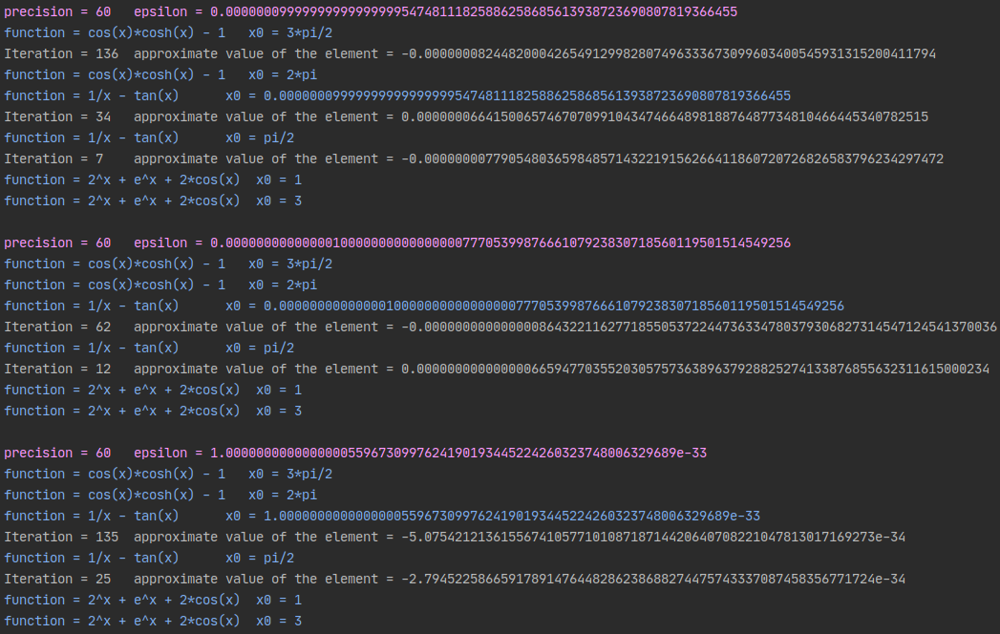 precision = 60   epsilon = 0.00000009999999999999999954748111825886258685613938723690807819366455
function = cos(x)*cosh(x) - 1   x0 = 3*pi/2
Iteration = 136  approximate value of the element = -0.0000000824482000426549129982807496333673099603400545931315200411794
function = cos(x)*cosh(x) - 1   x0 = 2*pi
function = 1/x - tan(x)      x0 = 0.00000009999999999999999954748111825886258685613938723690807819366455
Iteration = 34   approximate value of the element = 0.00000006641500657467070991043474664898188764877348104664453407825​15
function = 1/x - tan(x)      x0 = pi/2
Iteration = 7    approximate value of the element = -0.00000000779054803659848571432219156266411860720726826583796234297472
function = 2^x + e^x + 2*cos(x)  x0 = 1
function = 2^x + e^x + 2*cos(x)  x0 = 3
precision = 60   epsilon = 0.000000000000001000000000000000077705399876661079238307185601195015​14549256
function = cos(x)*cosh(x) - 1   x0 = 3*pi/2
function = cos(x)*cosh(x) - 1   x0 = 2*pi
function = 1/x - tan(x)      x0 = 0.00000000000000100000000000000007770539987666107923830718560119501514549256
Iteration = 62   approximate value of the element = -0.000000000000000864322116277185505372244736334780379306827314547124541370036
function = 1/x - tan(x)      x0 = pi/2
Iteration = 12   approximate value of the element = 0.000000000000000665947703552030575736389637928825274133876855632311615000234
function = 2^x + e^x + 2*cos(x)  x0 = 1
function = 2^x + e^x + 2*cos(x)  x0 = 3
precision = 60   epsilon = 1.00000000000000005596730997624190193445224260323748006329689e-33
function = cos(x)*cosh(x) - 1   x0 = 3*pi/2
function = cos(x)*cosh(x) - 1   x0 = 2*pi
function = 1/x - tan(x)      x0 = 1.00000000000000005596730997624190193445224260323748006329689e-33
Iteration = 135  approximate value of the element = -5.07542121361556741057710108718714420640708221047813017169273e-34
function = 1/x - tan(x)      x0 = pi/2
Iteration = 25   approximate value of the element = -2.79452258665917891476448286238688274475743337087458356771724e-34
function = 2^x + e^x + 2*cos(x)  x0 = 1
function = 2^x + e^x + 2*cos(x)  x0 = 3